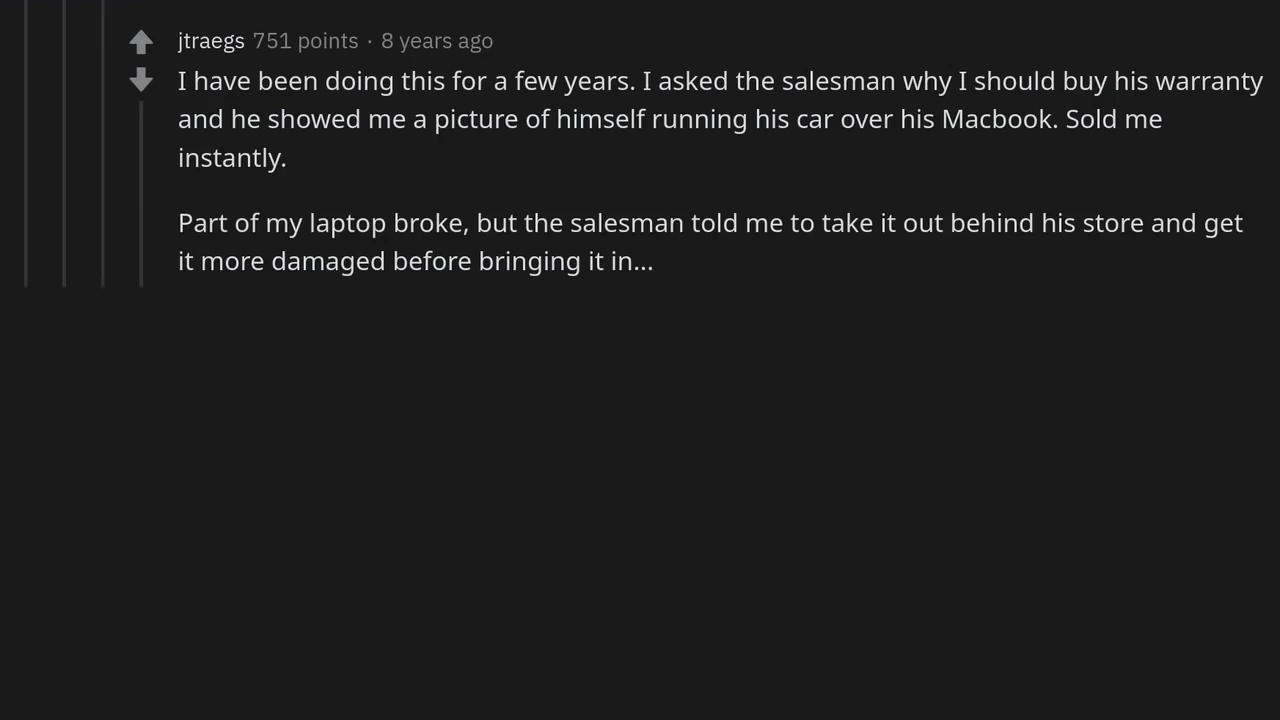 jtraegs 751 points · 8 years ago
I have been doing this for a few years. I asked the salesman why I should buy his warranty
and he showed me a picture of himself running his car over his Macbook. Sold me
instantly.
Part of my laptop broke, but the salesman told me to take it out behind his store and get
it more damaged before bringing it in...